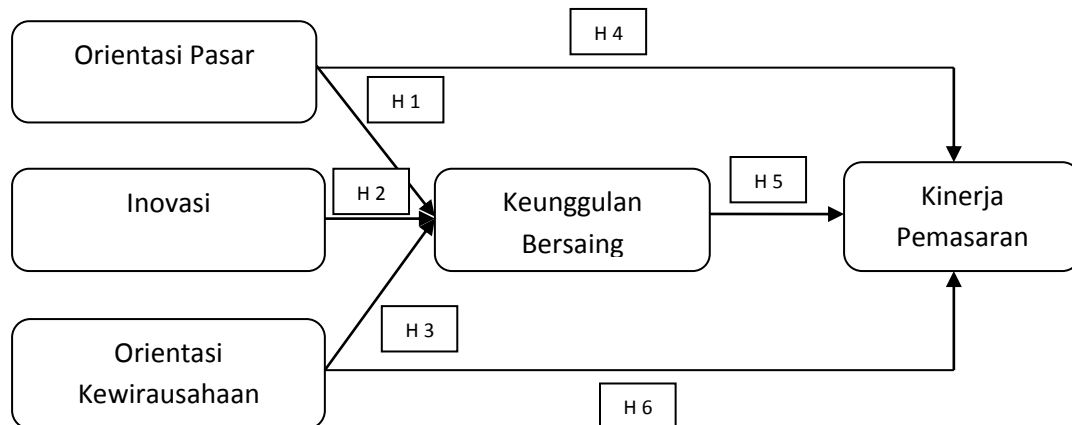 H 4
Orientasi Pasar
H 1
Inovasi
H 2
Keunggulan
Bersaing
H 5
Kinerja
Pemasaran
H 3
Orientasi
Kewirausahaan
H 6